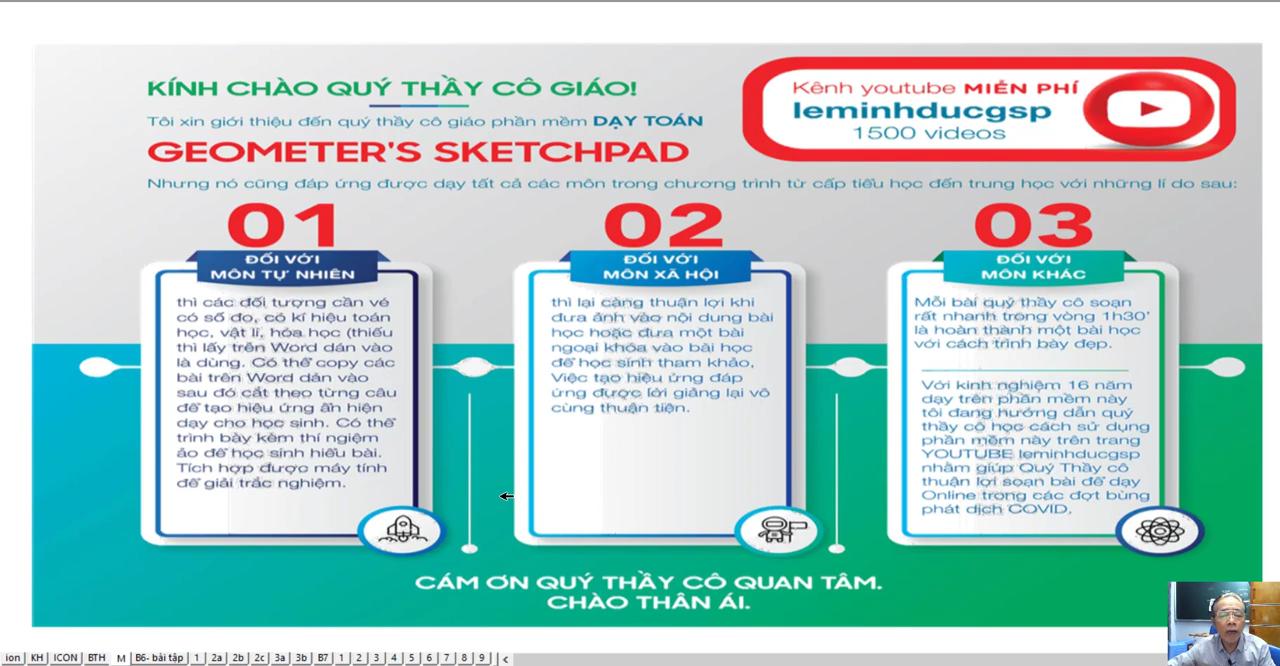 KÍNH CHÀO QUÝ THẦY CÔ GIÁO!
Tôi xin giới thiệu đến quý thầy cô giáo phần mềm DẠY TOÁN
GEOMETER'S SKETCHPAD
Kênh youtube MIỄN PHÍ
leminhducgsp
1500 videos
Nhưng nó cũng đáp ứng được dạy tất cả các môn trong chương trình từ cấp tiểu học đến trung học với những lí do sau:
01
ĐỐI VỚI
MÔN TỰ NHIÊN
thì các đối tượng cần vẽ
có số đo, có kí hiệu toán
học, vật lí, hóa học (thiếu
thì lấy trên Word dán vào
là dùng. Có thể copy các
bài trên Word dán vào
sau đó cắt theo từng câu
để tạo hiệu ứng ẩn hiện
dạy cho học sinh. Có thể
trình bày kèm thí ngiệm
ảo để học sinh hiểu bài.
Tích hợp được máy tính
để giải trắc nghiệm.
02
ĐỐI VỚI
MÔN XÃ HỘI
thì lại càng thuận lợi khi
đưa ảnh vào nội dung bài
học hoặc đưa một bài
ngoại khóa vào bài học
để học sinh tham khảo,
Việc tạo hiệu ứng đáp
ứng được lời giảng lại vô
cùng thuận tiện.
03
ĐỐI VỚI
MÔN KHÁC
Mỗi bài quý thầy cô soạn
rất nhanh trong vòng 1h30'
là hoàn thành một bài học
với cách trình bày đẹp.
Với kinh nghiệm 16 năm
dạy trên phần mềm này
tôi đang hướng dẫn quý
thầy cô học cách sử dụng
phần mềm này trên trang
YOUTUBE leminhducgsp
nhằm giúp Quý Thầy cô
thuận lợi soạn bài để dạy
Online trong các đợt bùng
phát dịch COVID,
CÁM ƠN QUÝ THẦY CÔ QUAN TÂM.
CHÀO THÂN ÁI.
ion KH ICON BTH M B6- bài tập 1 2a 2b 2c 3a 3b B7 1 2 3 4 5 6 7 8 9